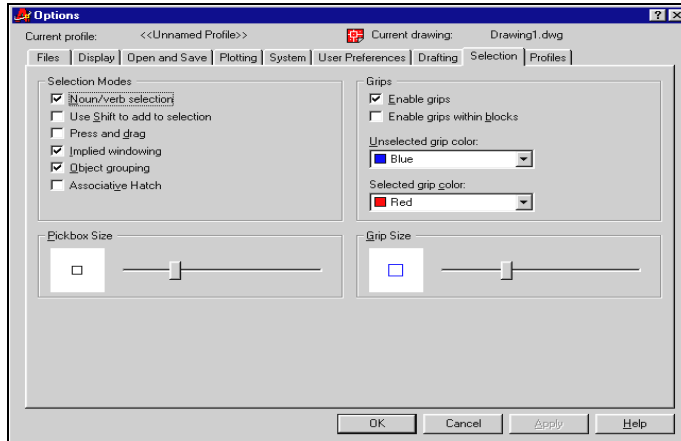 Options
Current profile: <<Unnamed Profile>> Current drawing: Drawing1.dwg
Files Display Open and Save Plotting System User Preferences Drafting Selection Profiles
Selection Modes
Noun/verb selection
Use Shift to add to selection
Press and drag
Implied windowing
Object grouping
Associative Hatch
Grips
Enable grips
Enable grips within blocks
Unselected grip color:
Blue
Selected grip color:
Red
Pickbox Size
Grip Size
OK Cancel Apply Help